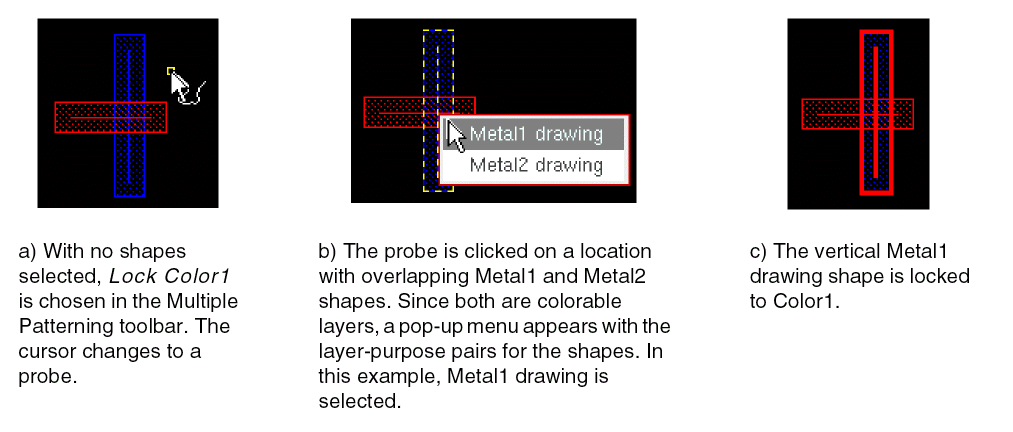 Metal1 drawing
Metal2 drawing
a) With no shapes
selected, Lock Color1
is chosen in the Multiple
Patterning toolbar. The
cursor changes to a
probe.
b) The probe is clicked on a location
with overlapping Metal1 and Metal2
shapes. Since both are colorable
layers, a pop-up menu appears with the
layer-purpose pairs for the shapes. In
this example, Metal1 drawing is
selected.
c) The vertical Metal1
drawing shape is locked
to Color1.